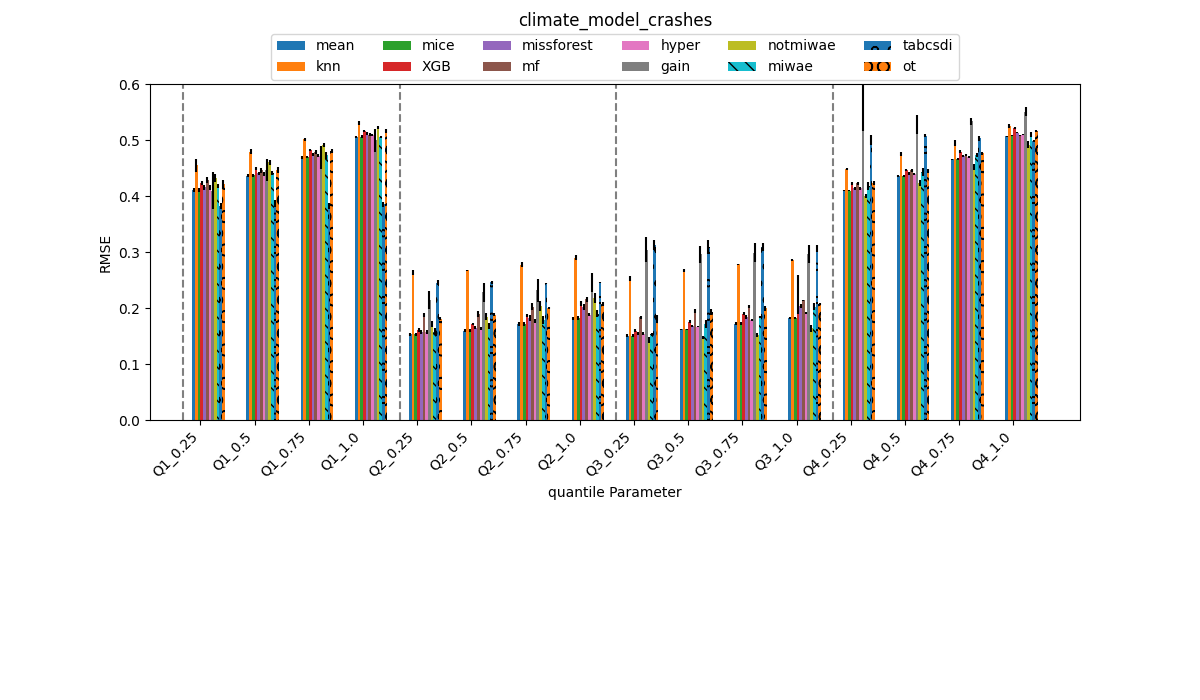 climate_model_crashes
mean mice missforest hyper notmiwae tabcsdi
knn XGB mf gain miwae ot
0.6
0.5
0.4
0.3
0.2
0.1
0.0
RMSE
Q1_0.25 Q1_0.5 Q1_0.75 Q1_1.0 Q2_0.25 Q2_0.5 Q2_0.75 Q2_1.0 Q3_0.25 Q3_0.5 Q3_0.75 Q3_1.0 Q4_0.25 Q4_0.5 Q4_0.75 Q4_1.0
quantile Parameter